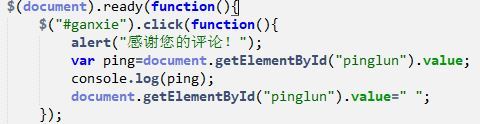 $(document).ready(function(){
$("#ganxie").click(function(){
alert("感谢您的评论！");
var ping=document.getElementById("pinglun").value;
console.log(ping);
document.getElementById("pinglun").value=" ";
});